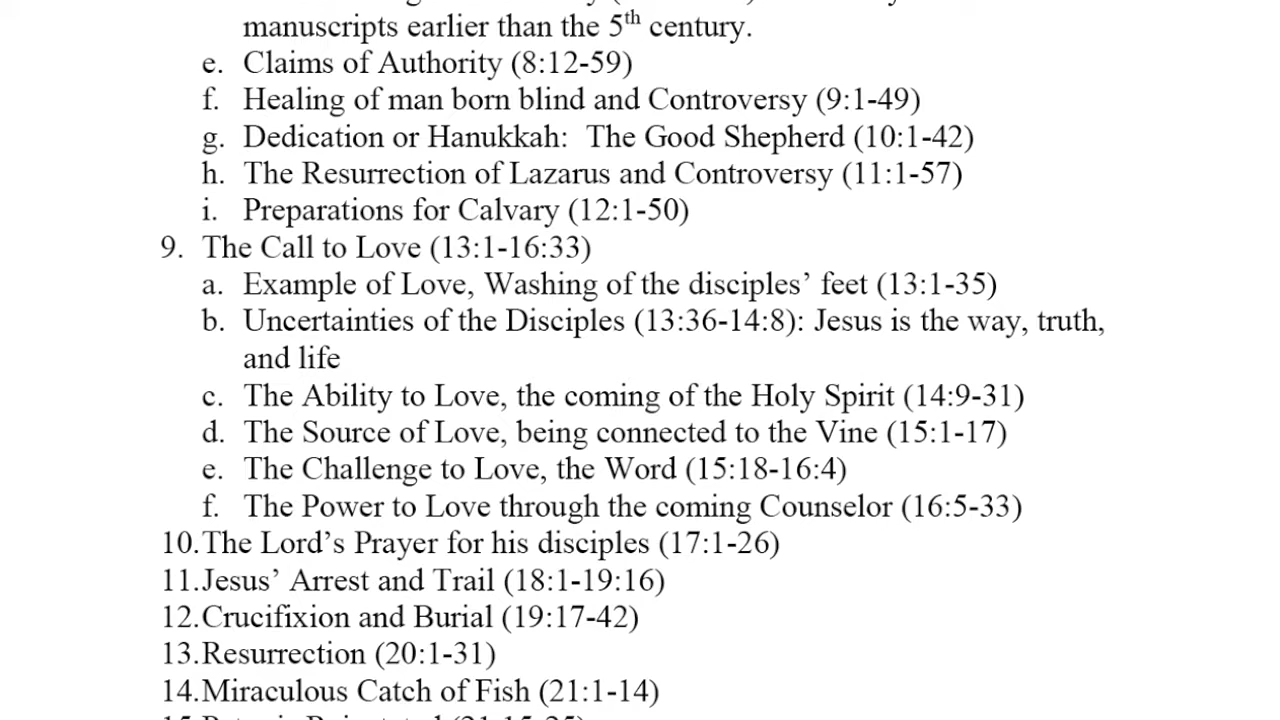 manuscripts earlier than the 5th century.
e. Claims of Authority (8:12-59)
f. Healing of man born blind and Controversy (9:1-49)
g. Dedication or Hanukkah: The Good Shepherd (10:1-42)
h. The Resurrection of Lazarus and Controversy (11:1-57)
i. Preparations for Calvary (12:1-50)
9. The Call to Love (13:1-16:33)
a. Example of Love, Washing of the disciples’ feet (13:1-35)
b. Uncertainties of the Disciples (13:36-14:8): Jesus is the way, truth,
and life
c. The Ability to Love, the coming of the Holy Spirit (14:9-31)
d. The Source of Love, being connected to the Vine (15:1-17)
e. The Challenge to Love, the Word (15:18-16:4)
f. The Power to Love through the coming Counselor (16:5-33)
10.The Lord’s Prayer for his disciples (17:1-26)
11.Jesus’ Arrest and Trail (18:1-19:16)
12.Crucifixion and Burial (19:17-42)
13.Resurrection (20:1-31)
14.Miraculous Catch of Fish (21:1-14)